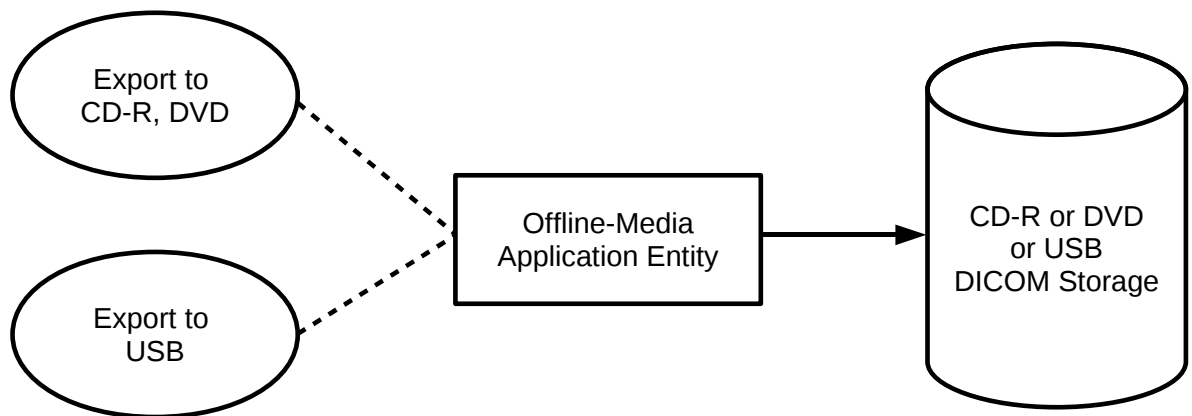 Export to
CD-R, DVD
Offline-Media
Application Entity
CD-R or DVD
or USB
DICOM Storage
Export to
USB